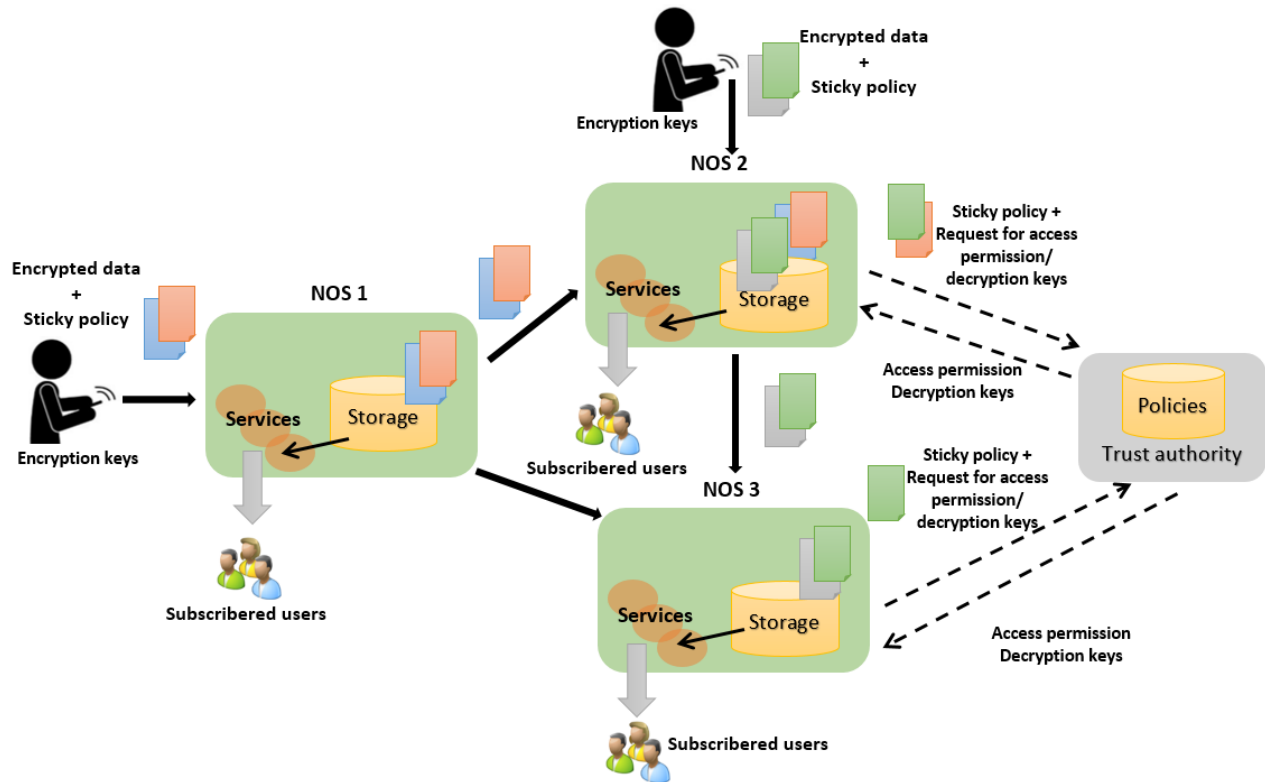 Encrypted data
+
Sticky policy
Encryption keys
NOS 2
Sticky policy +
Request for access
permission/
decryption keys
Services
Storage
Encrypted data
+
Sticky policy
NOS 1
Encryption keys
Services
Storage
Subscribered users
Subscribered users
Access permission
Decryption keys
Policies
Trust authority
NOS 3
Sticky policy +
Request for access
permission/
decryption keys
Services
Storage
Access permission
Decryption keys
Subscribered users